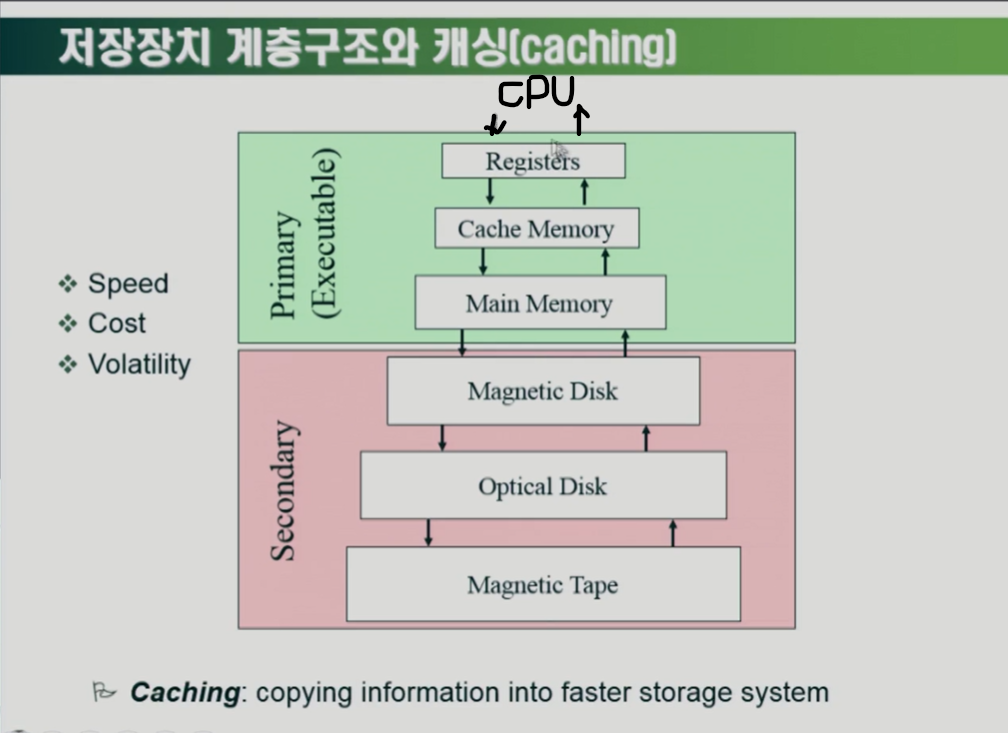 저장장치 계층구조와 캐싱(caching)
CPU
Registers
Cache Memory
Main Memory
Primary
(Executable)
Speed
Cost
Volatility
Magnetic Disk
Optical Disk
Magnetic Tape
Secondary
Caching: copying information into faster storage system